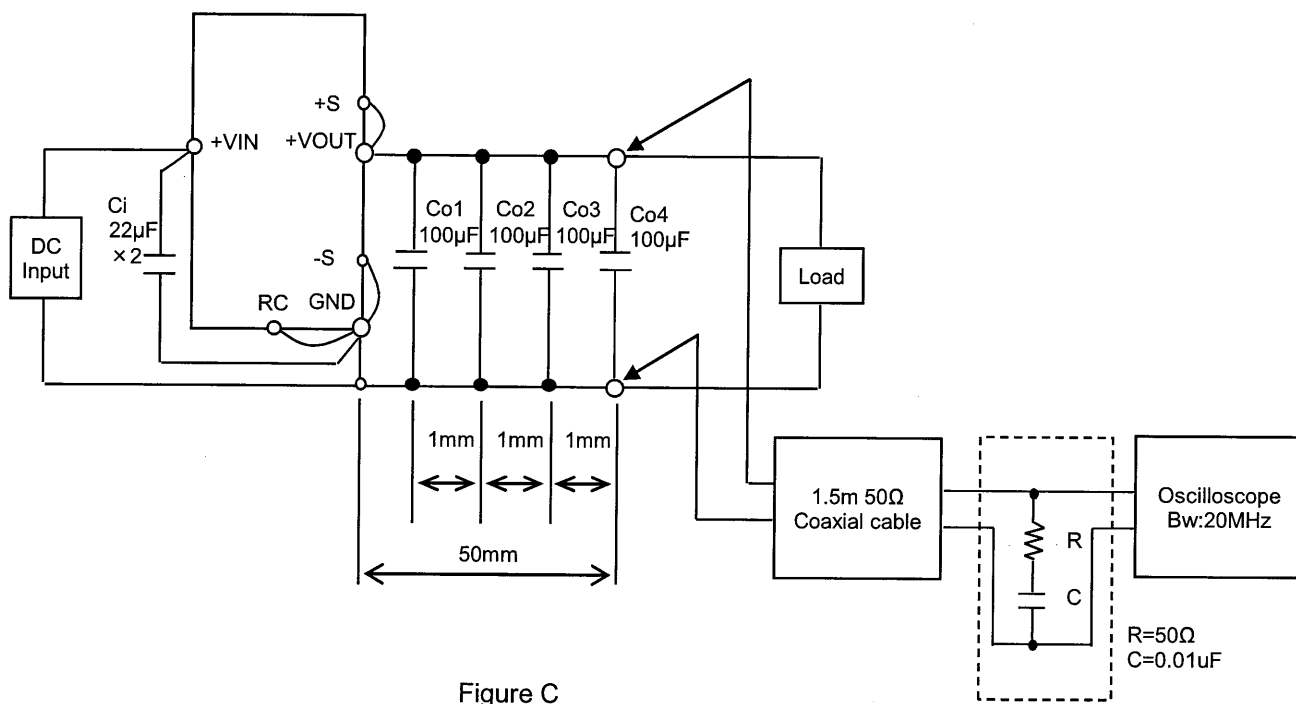 +S
+VIN
+VOUT
Ci
22µF
×2
DC
Input
Co1
100µF
Co2
100µF
Co3
100µF
Co4
100µF
-S
RC
GND
Load
1mm
1mm
1mm
50mm
1.5m 50Ω
Coaxial cable
R
C
Oscilloscope
Bw:20MHz
R=50Ω
C=0.01uF
Figure C